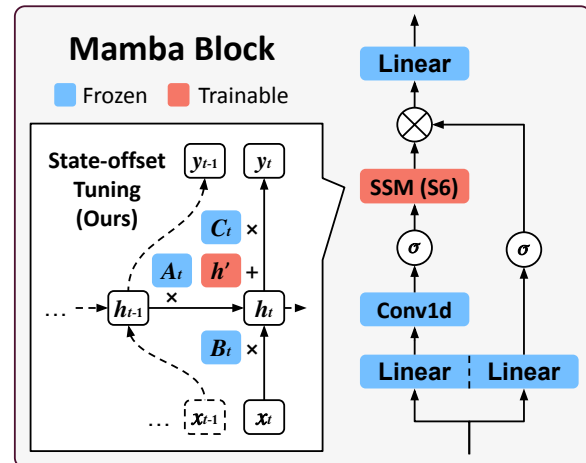 Mamba Block
Frozen Trainable
State-offset
Tuning
(Ours)
yt-1 yt
Ct ×
At h′ +
×
... ht-1 ht
Bt ×
... xt-1 xt
Linear
SSM (S6)
σ σ
Conv1d
Linear Linear